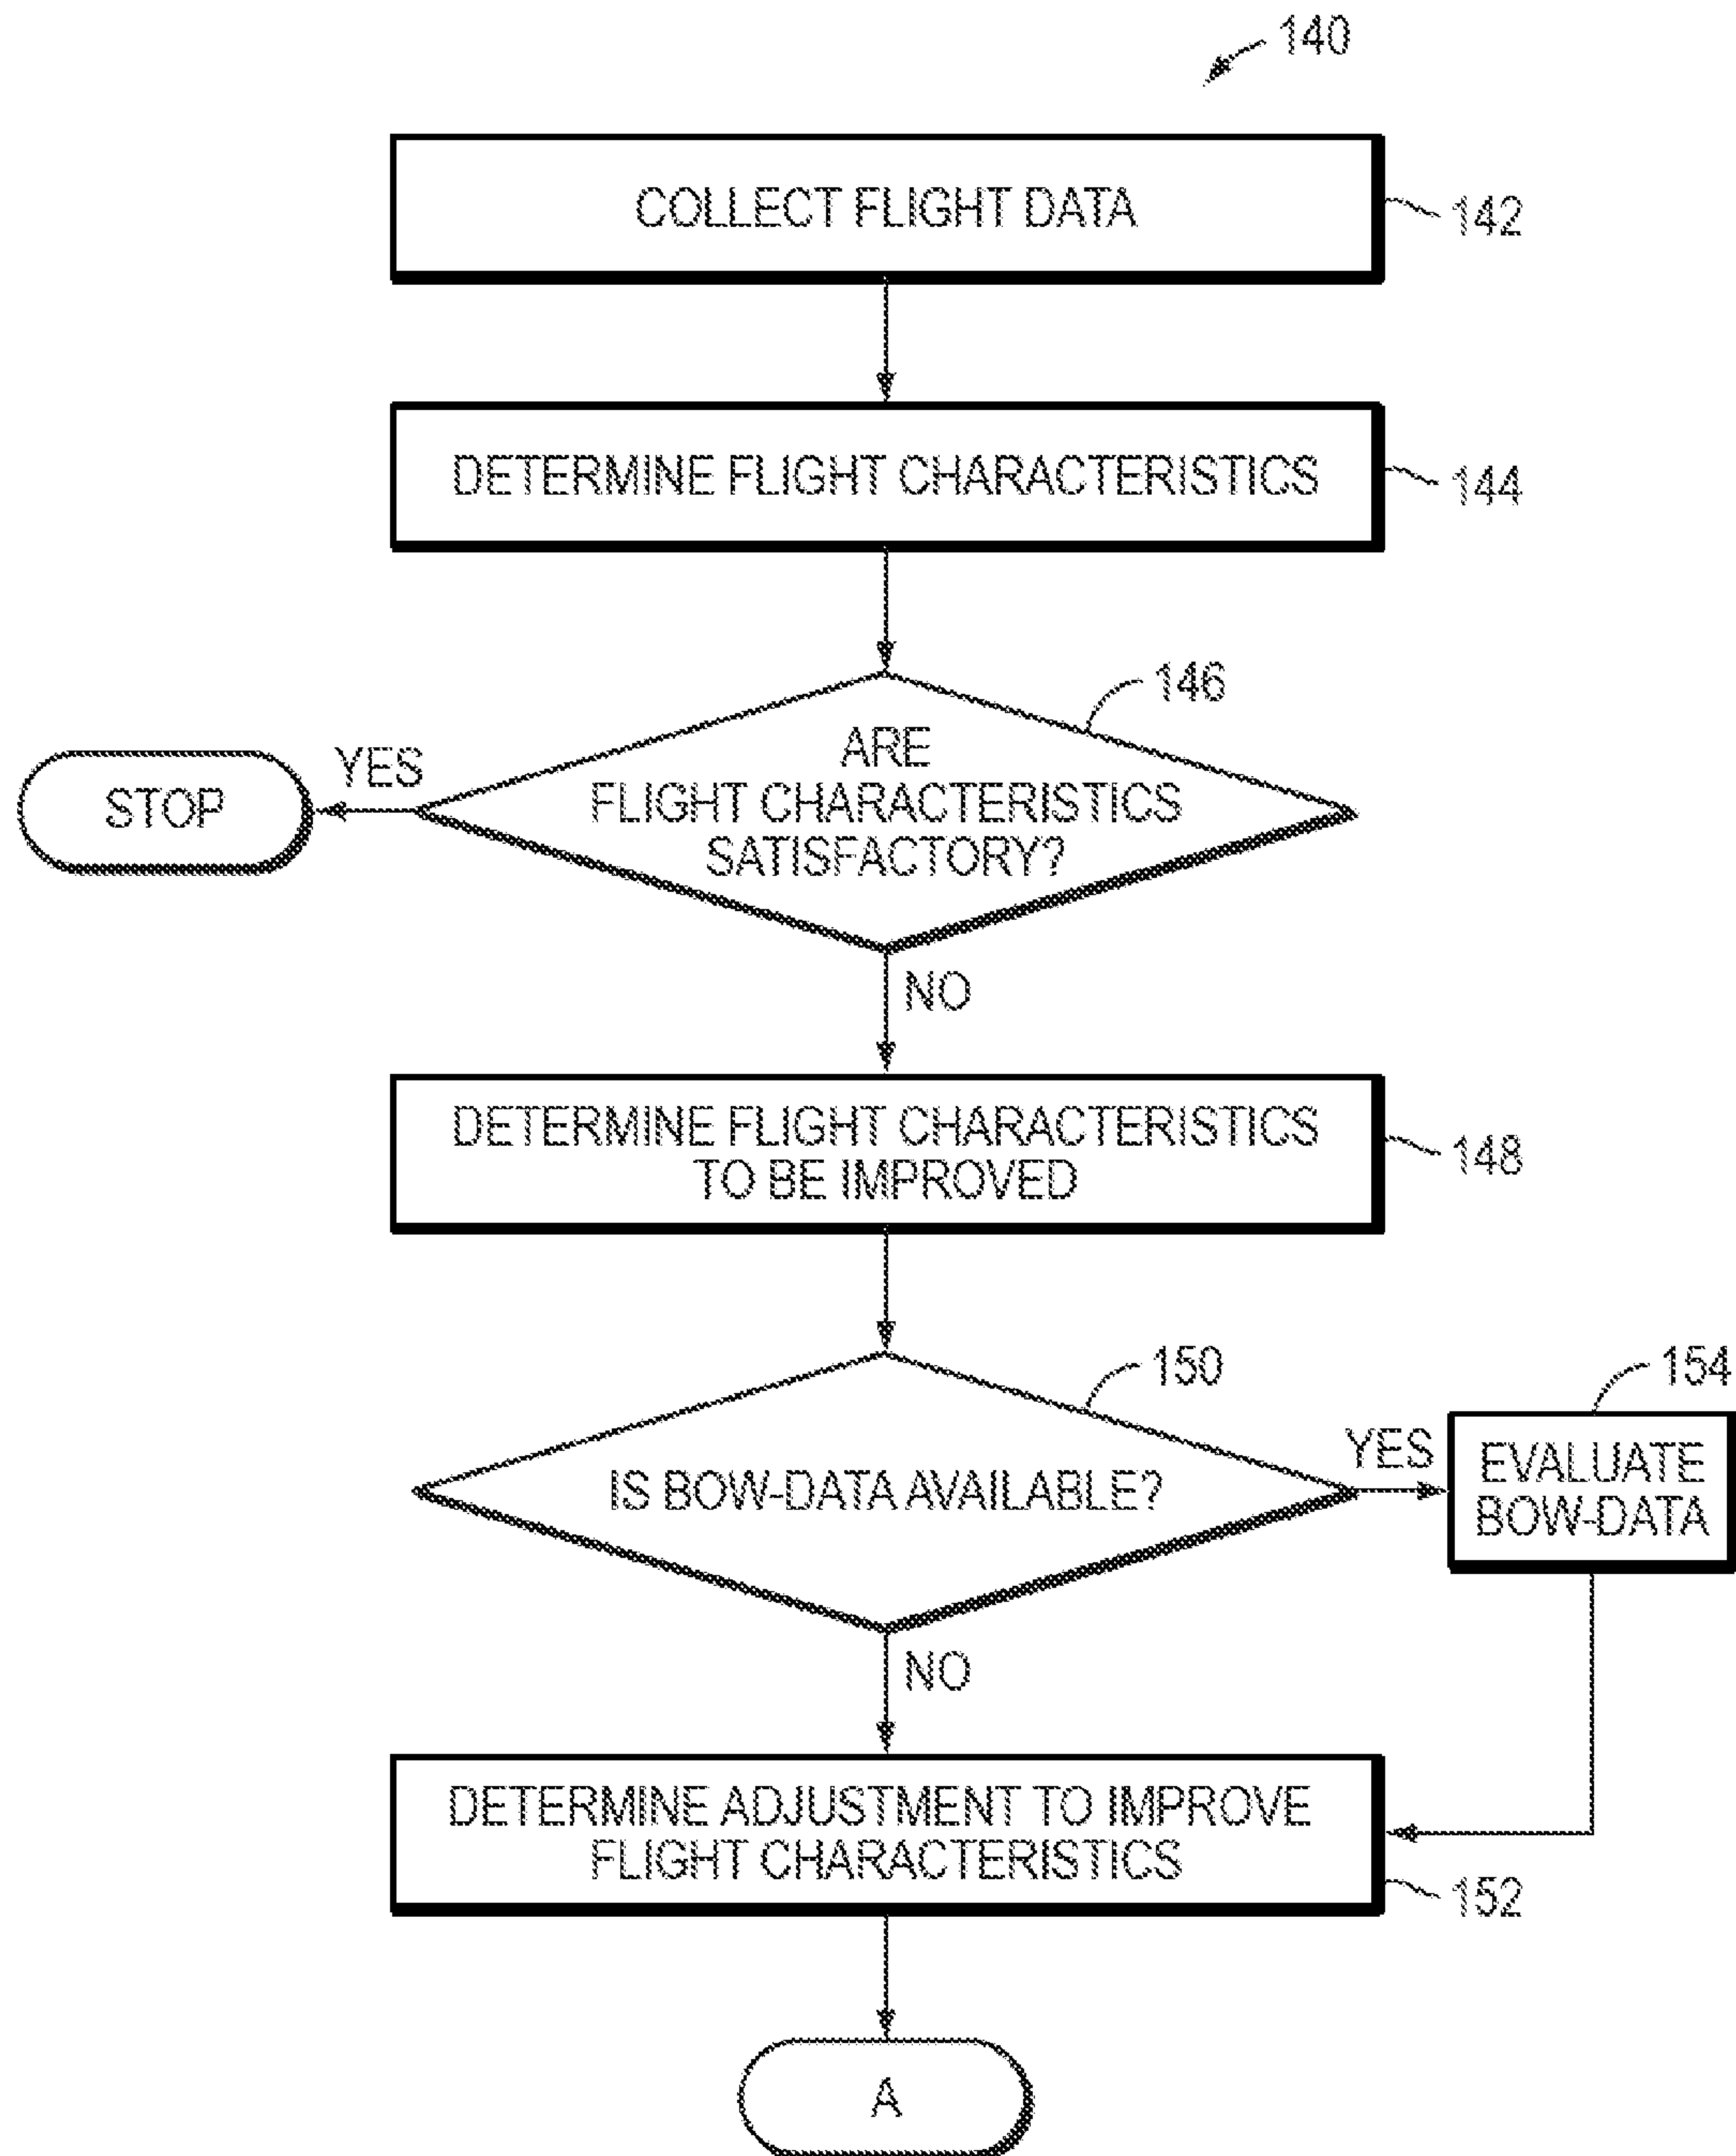 140
COLLECT FLIGHT DATA
142
DETERMINE FLIGHT CHARACTERISTICS
144
146
ARE
FLIGHT CHARACTERISTICS
SATISFACTORY?
YES
STOP
NO
DETERMINE FLIGHT CHARACTERISTICS
TO BE IMPROVED
148
150
IS BOW-DATA AVAILABLE?
YES
154
EVALUATE
BOW-DATA
NO
DETERMINE ADJUSTMENT TO IMPROVE
FLIGHT CHARACTERISTICS
152
A